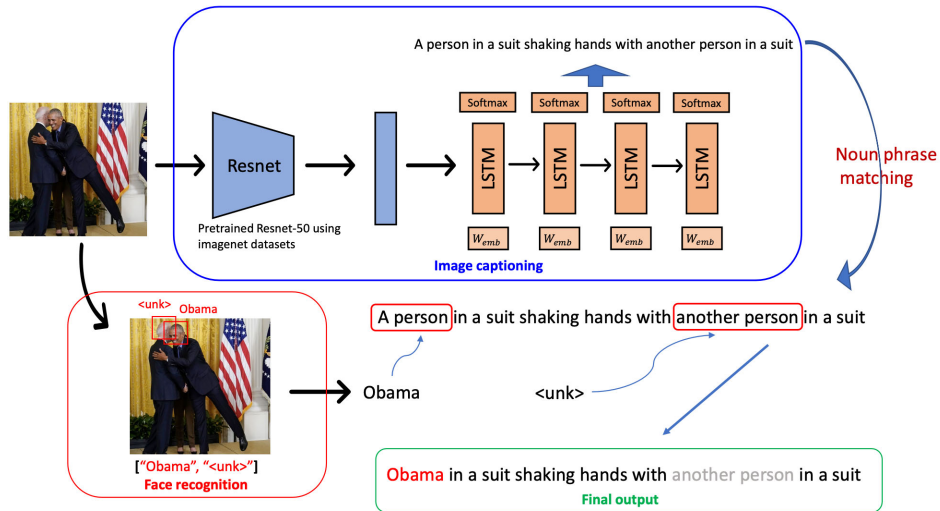 A person in a suit shaking hands with another person in a suit
Softmax Softmax Softmax Softmax
Resnet
LSTM LSTM LSTM LSTM
Noun phrase
matching
Pretrained Resnet-50 using
imagenet datasets
W_emb W_emb W_emb W_emb
Image captioning
<unk>
Obama
A person in a suit shaking hands with another person in a suit
Obama
<unk>
["Obama", "<unk>"]
Face recognition
Obama in a suit shaking hands with another person in a suit
Final output